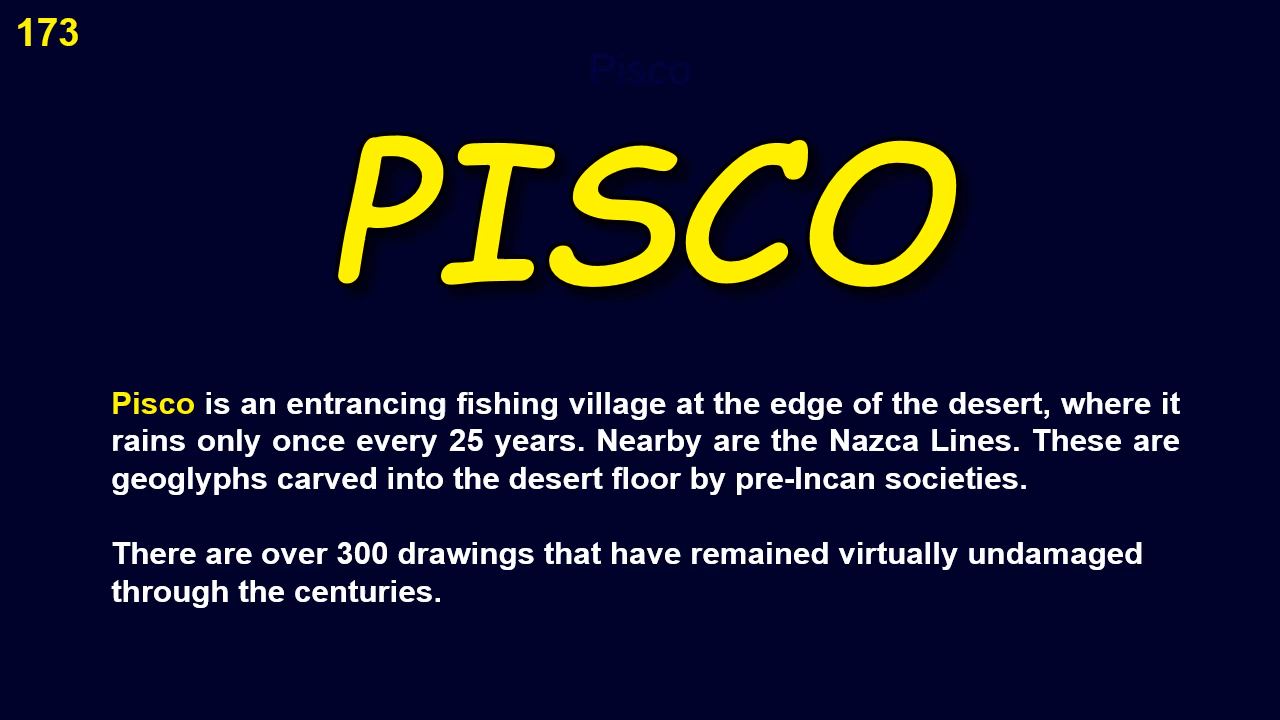 173
Pisco
PISCO
Pisco is an entrancing fishing village at the edge of the desert, where it
rains only once every 25 years. Nearby are the Nazca Lines. These are
geoglyphs carved into the desert floor by pre-Incan societies.
There are over 300 drawings that have remained virtually undamaged
through the centuries.